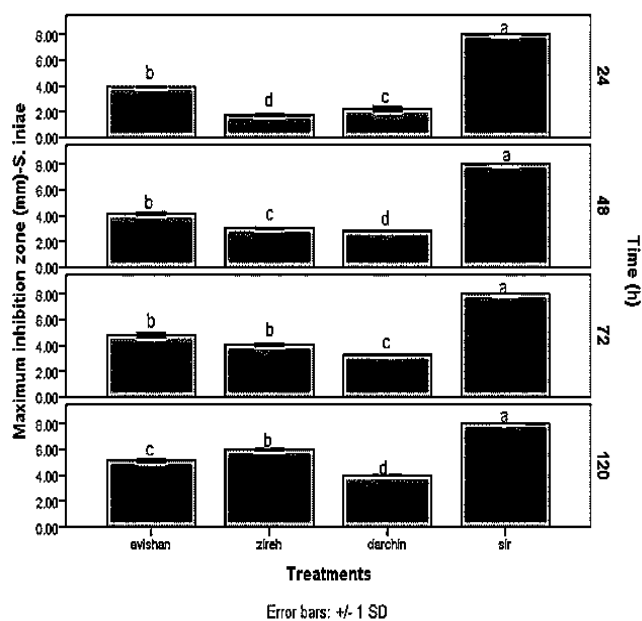 Maximum inhibition zone (mm)-S. iniae
8.00
6.00
4.00
2.00
0.00
b
d
c
a
24
8.00
6.00
4.00
2.00
0.00
b
c
d
a
48
8.00
6.00
4.00
2.00
0.00
b
b
c
a
72
8.00
6.00
4.00
2.00
0.00
c
b
d
a
120
Time (h)
avishan
zireh
darchin
sir
Treatments
Error bars: +/- 1 SD